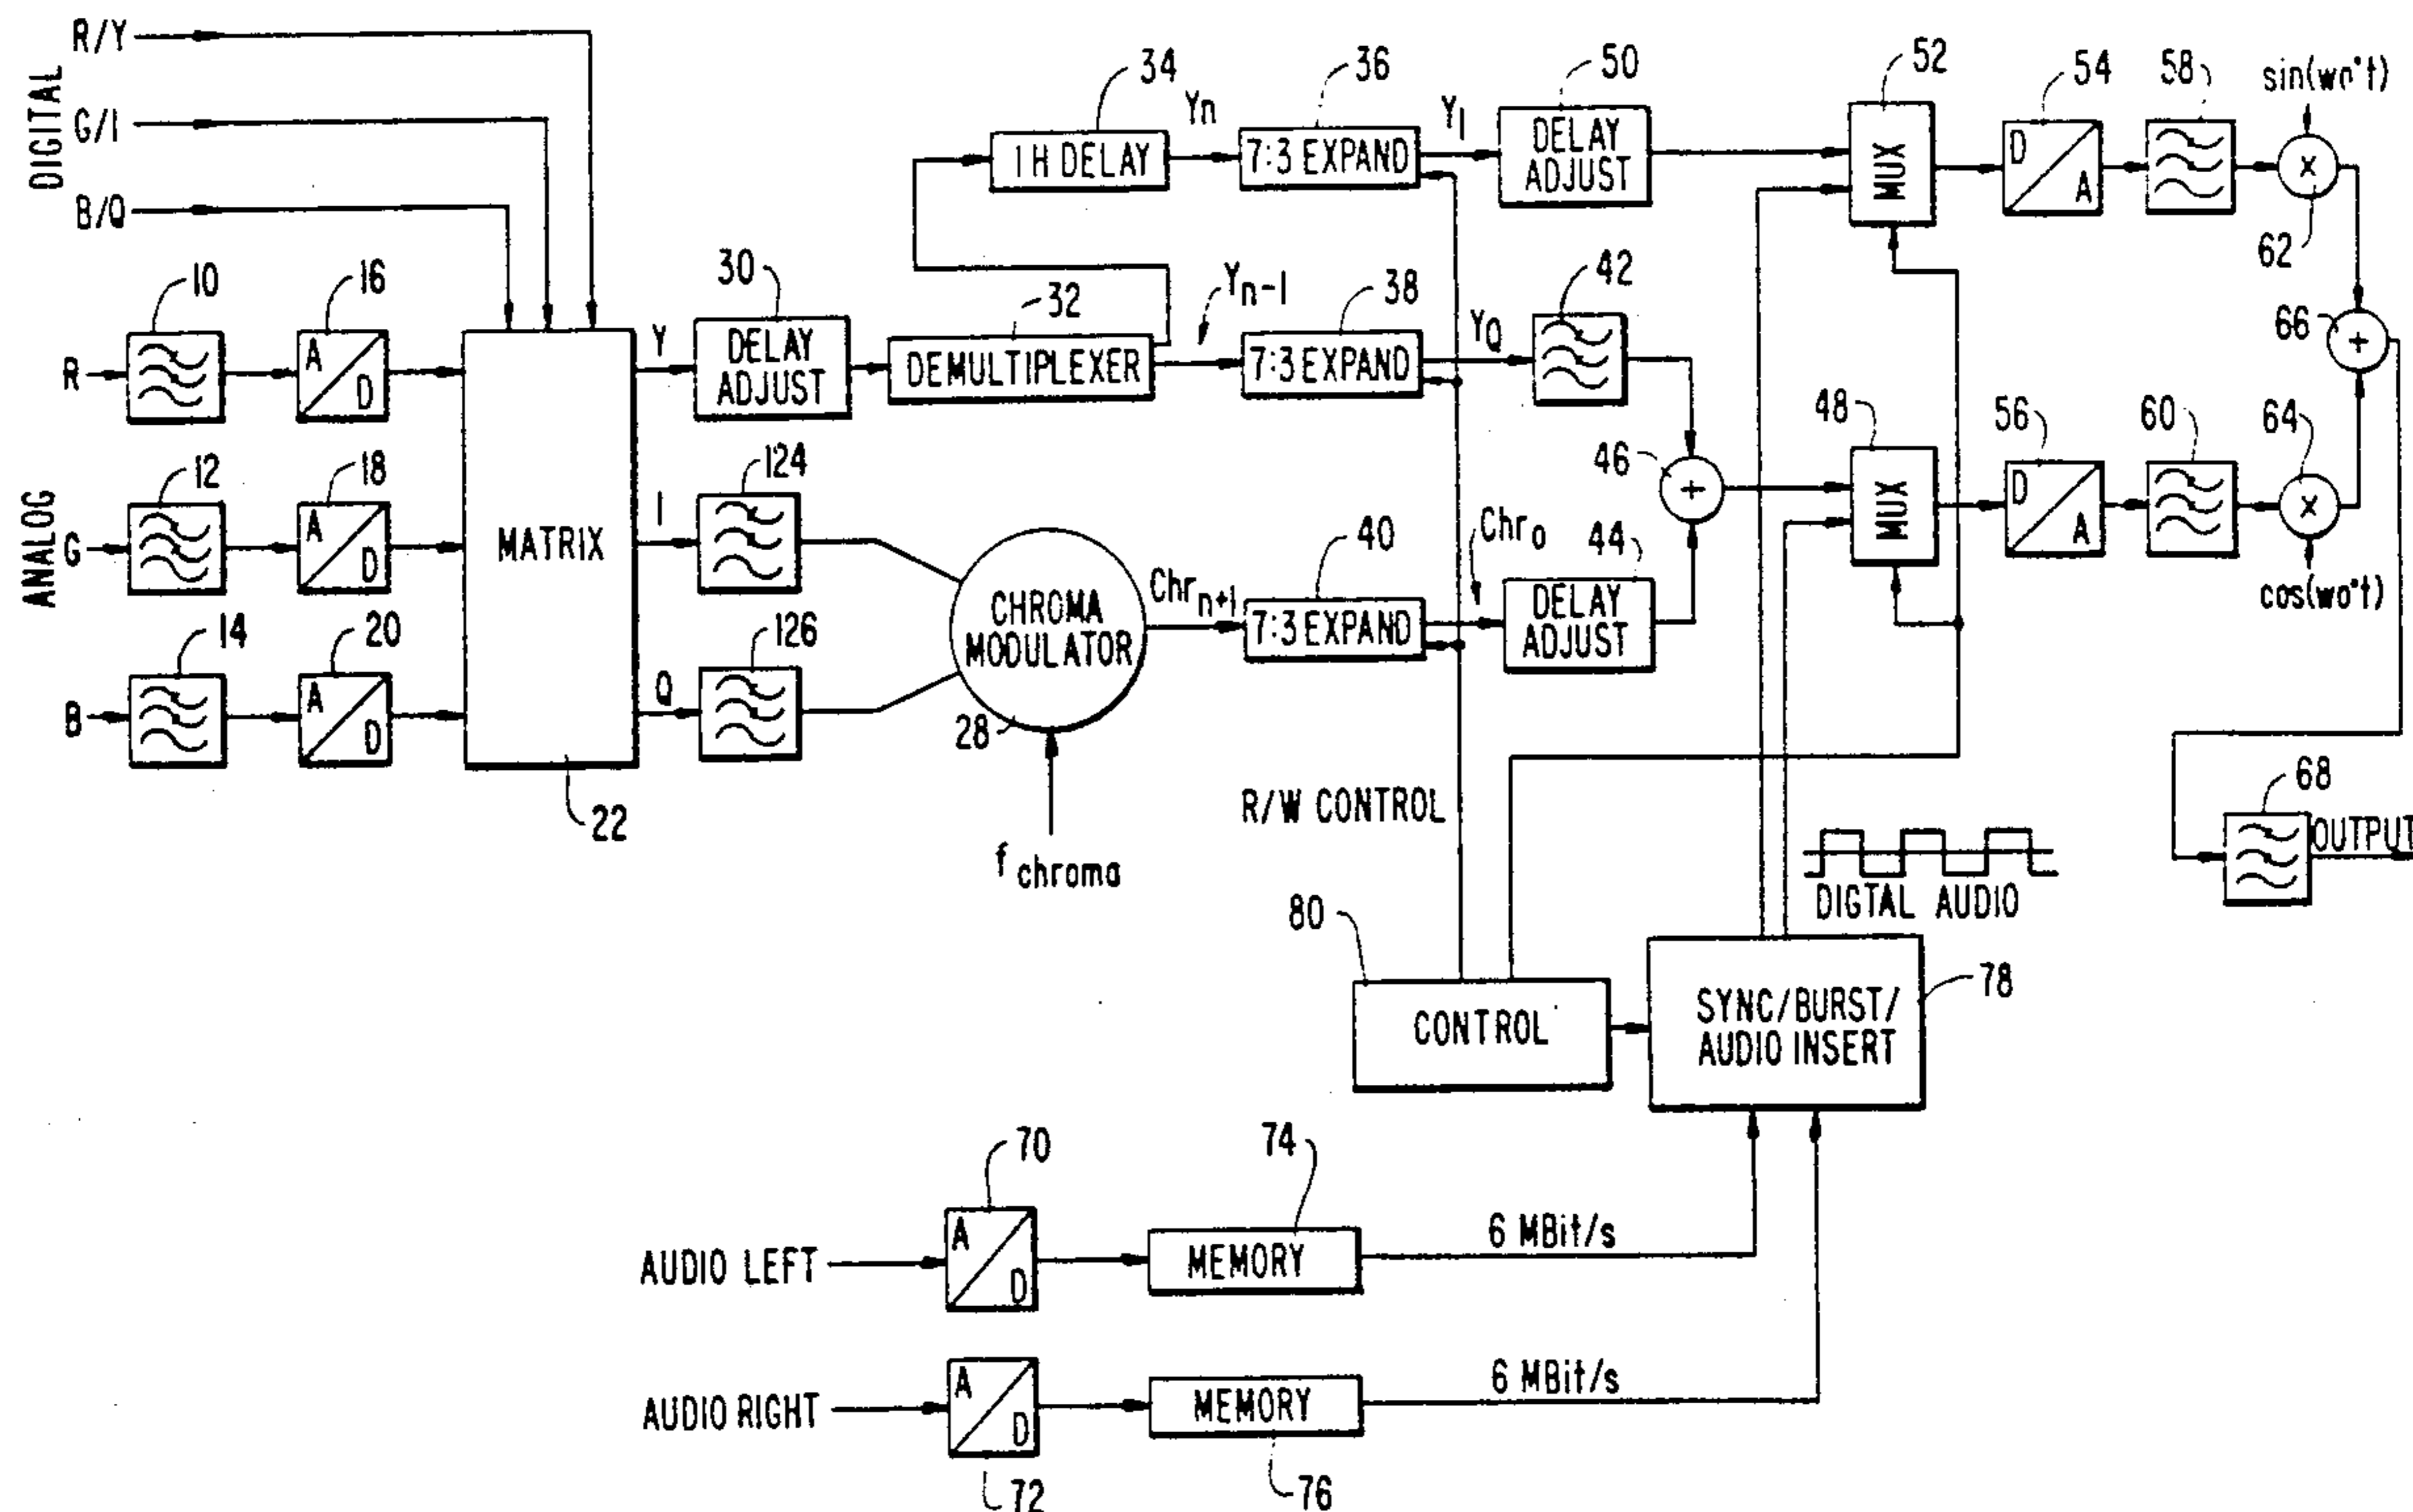 R/Y
G/I
B/Q
DIGITAL
ANALOG
R
10
16
A
D
G
12
18
A
D
B
14
20
A
D
MATRIX
22
Y
I
Q
30
DELAY
ADJUST
32
DEMULTIPLEXER
34
1H DELAY
Yn
36
7:3 EXPAND
YI
50
DELAY
ADJUST
Yn-1
38
7:3 EXPAND
YQ
42
124
126
CHROMA
MODULATOR
28
f chroma
Chr n+1
40
7:3 EXPAND
Chr o
44
DELAY
ADJUST
46
+
52
MUX
48
MUX
54
D
A
58
sin(wo·t)
x
62
56
D
A
60
64
x
cos(wo·t)
66
+
68
OUTPUT
R/W CONTROL
DIGTAL AUDIO
80
CONTROL
78
SYNC/BURST/
AUDIO INSERT
AUDIO LEFT
70
A
D
74
MEMORY
6 MBit/s
AUDIO RIGHT
A
D
72
MEMORY
76
6 MBit/s